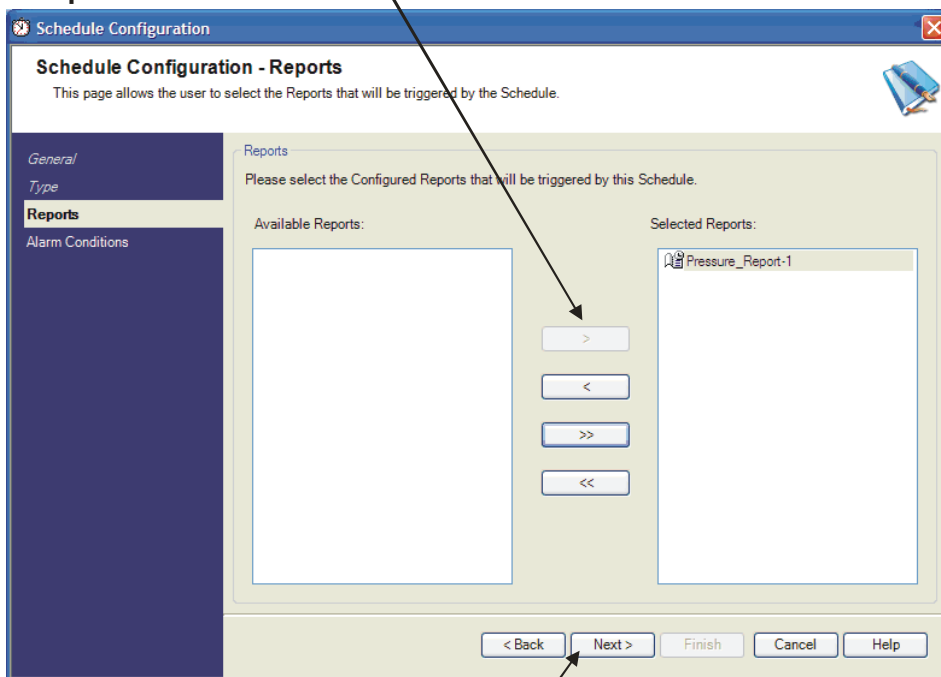 Schedule Configuration
Schedule Configuration - Reports
This page allows the user to select the Reports that will be triggered by the Schedule.
General
Type
Reports
Alarm Conditions
Reports
Please select the Configured Reports that will be triggered by this Schedule.
Available Reports:
Selected Reports:
Pressure_Report-1
>
<
>>
<<
< Back
Next >
Finish
Cancel
Help